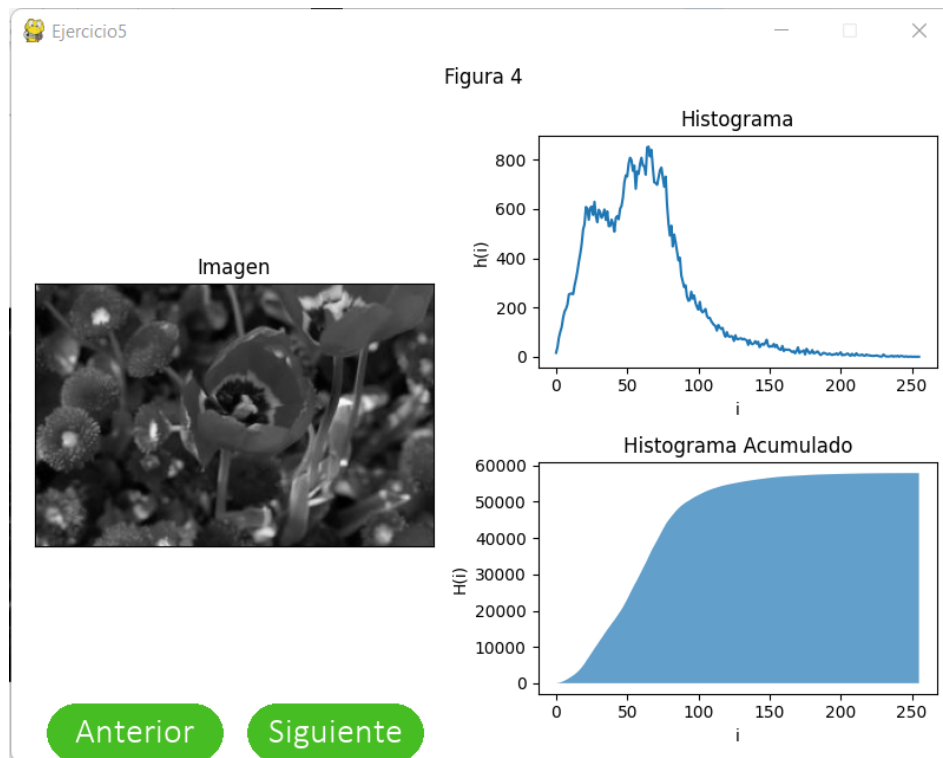 Ejercicio5
Figura 4
Imagen
Histograma
h(i)
800
600
400
200
0
0 50 100 150 200 250
i
Histograma Acumulado
H(i)
60000
50000
40000
30000
20000
10000
0
0 50 100 150 200 250
i
Anterior
Siguiente